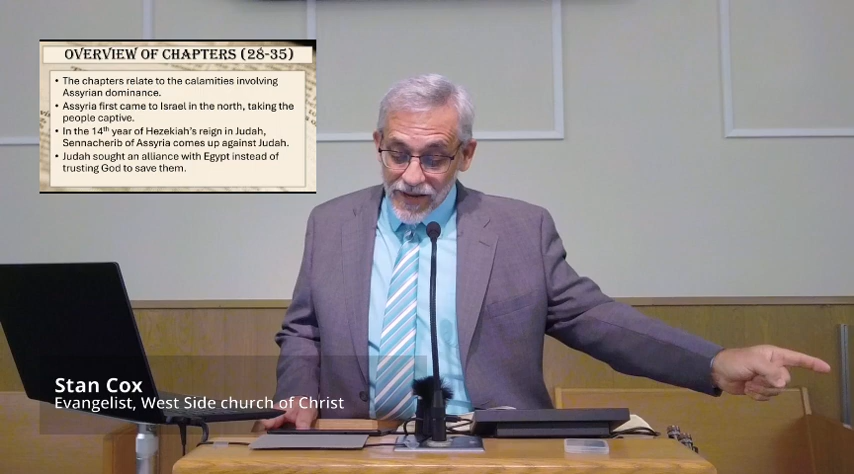 OVERVIEW OF CHAPTERS (28-35)
• The chapters relate to the calamities involving
Assyrian dominance.
• Assyria first came to Israel in the north, taking the
people captive.
• In the 14th year of Hezekiah's reign in Judah,
Sennacherib of Assyria comes up against Judah.
• Judah sought an alliance with Egypt instead of
trusting God to save them.
Stan Cox
Evangelist, West Side church of Christ